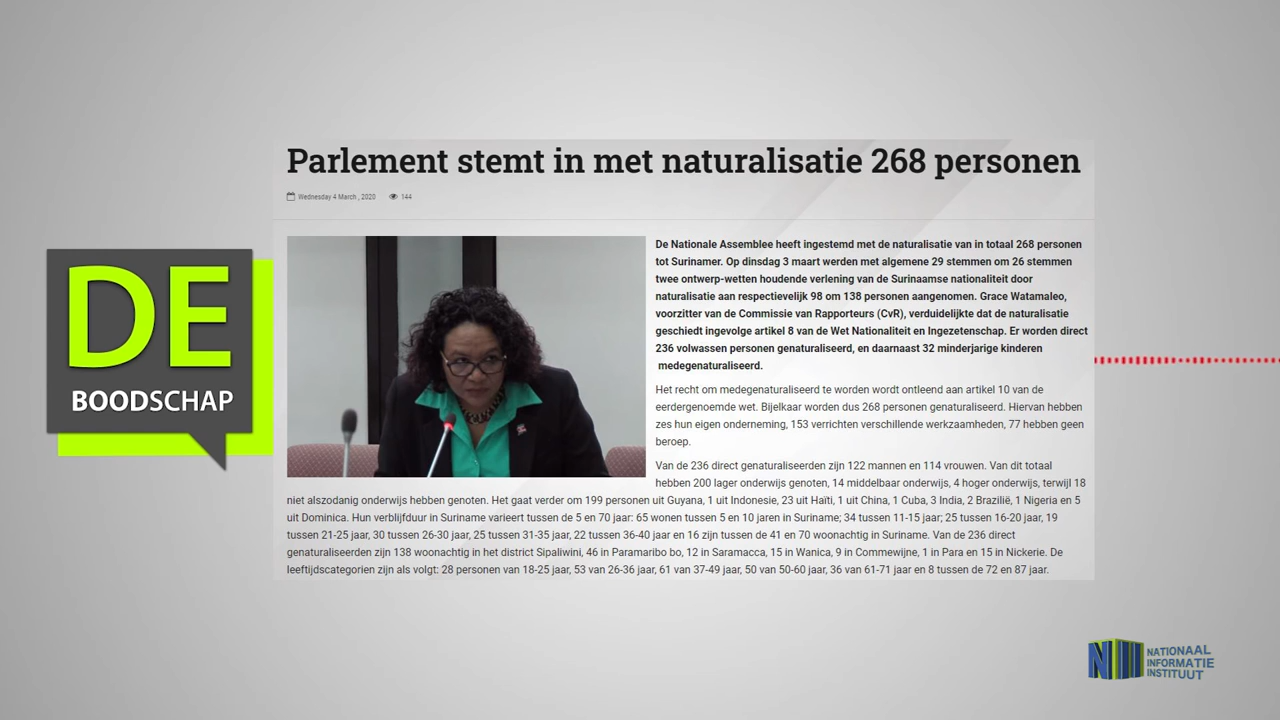 DE
BOODSCHAP
Parlement stemt in met naturalisatie 268 personen
Wednesday 4 March , 2020 144
De Nationale Assemblee heeft ingestemd met de naturalisatie van in totaal 268 personen
tot Surinamer. Op dinsdag 3 maart werden met algemene 29 stemmen om 26 stemmen
twee ontwerp-wetten houdende verlening van de Surinaamse nationaliteit door
naturalisatie aan respectievelijk 98 om 138 personen aangenomen. Grace Watamaleo,
voorzitter van de Commissie van Rapporteurs (CvR), verduidelijkte dat de naturalisatie
geschiedt ingevolge artikel 8 van de Wet Nationaliteit en Ingezetenschap. Er worden direct
236 volwassen personen genaturaliseerd, en daarnaast 32 minderjarige kinderen
medegenaturaliseerd.
Het recht om medegenaturaliseerd te worden wordt ontleend aan artikel 10 van de
eerdergenoemde wet. Bijelkaar worden dus 268 personen genaturaliseerd. Hiervan hebben
zes hun eigen onderneming, 153 verrichten verschillende werkzaamheden, 77 hebben geen
beroep.
Van de 236 direct genaturaliseerden zijn 122 mannen en 114 vrouwen. Van dit totaal
hebben 200 lager onderwijs genoten, 14 middelbaar onderwijs, 4 hoger onderwijs, terwijl 18
niet alszodanig onderwijs hebben genoten. Het gaat verder om 199 personen uit Guyana, 1 uit Indonesie, 23 uit Haïti, 1 uit China, 1 Cuba, 3 India, 2 Brazilië, 1 Nigeria en 5
uit Dominica. Hun verblijfduur in Suriname varieert tussen de 5 en 70 jaar: 65 wonen tussen 5 en 10 jaren in Suriname; 34 tussen 11-15 jaar; 25 tussen 16-20 jaar, 19
tussen 21-25 jaar, 30 tussen 26-30 jaar, 25 tussen 31-35 jaar, 22 tussen 36-40 jaar en 16 zijn tussen de 41 en 70 woonachtig in Suriname. Van de 236 direct
genaturaliseerden zijn 138 woonachtig in het district Sipaliwini, 46 in Paramaribo bo, 12 in Saramacca, 15 in Wanica, 9 in Commewijne, 1 in Para en 15 in Nickerie. De
leeftijdscategorien zijn als volgt: 28 personen van 18-25 jaar, 53 van 26-36 jaar, 61 van 37-49 jaar, 50 van 50-60 jaar, 36 van 61-71 jaar en 8 tussen de 72 en 87 jaar.
NII NATIONAAL
INFORMATIE
INSTITUUT